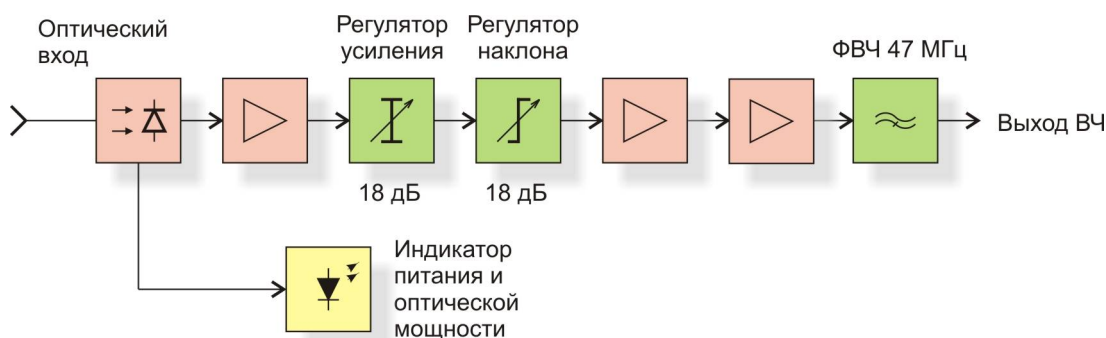 Оптический
вход
Регулятор
усиления
Регулятор
наклона
ФВЧ 47 МГц
Выход ВЧ
18 дБ
18 дБ
Индикатор
питания и
оптической
мощности